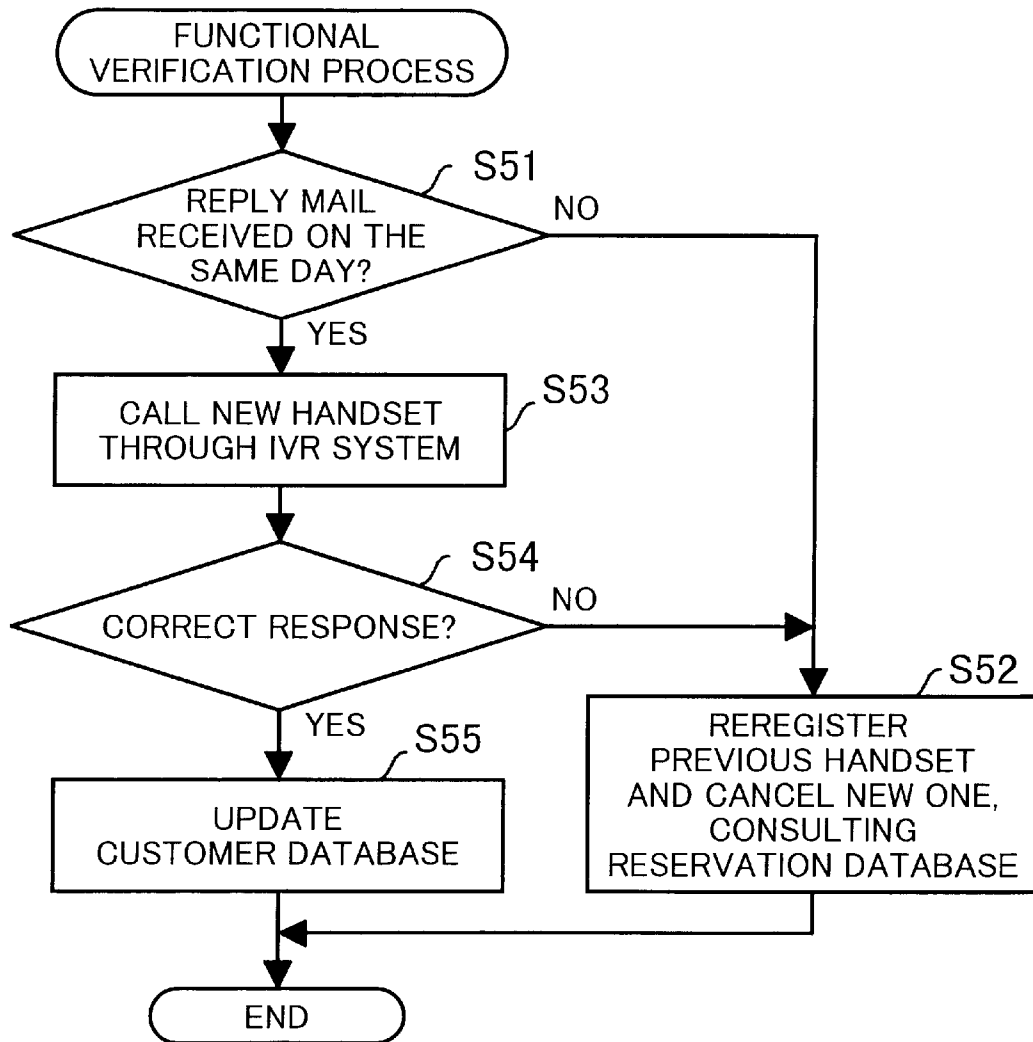 FUNCTIONAL
VERIFICATION PROCESS
S51
REPLY MAIL
RECEIVED ON THE
SAME DAY?
NO
YES
S53
CALL NEW HANDSET
THROUGH IVR SYSTEM
S54
CORRECT RESPONSE?
NO
YES
S52
REREGISTER
PREVIOUS HANDSET
AND CANCEL NEW ONE,
CONSULTING
RESERVATION DATABASE
S55
UPDATE
CUSTOMER DATABASE
END